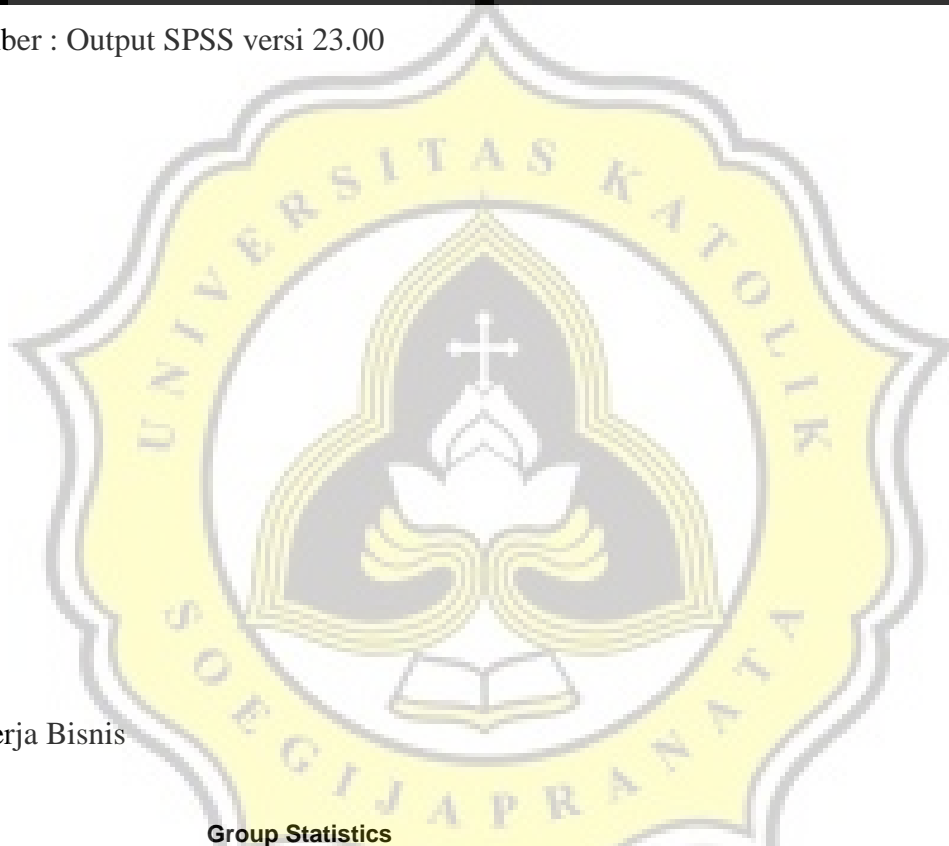 ber : Output SPSS versi 23.00
UNIVERSITAS KATOLIK
SOEGIJAPRANATA
erja Bisnis
Group Statistics